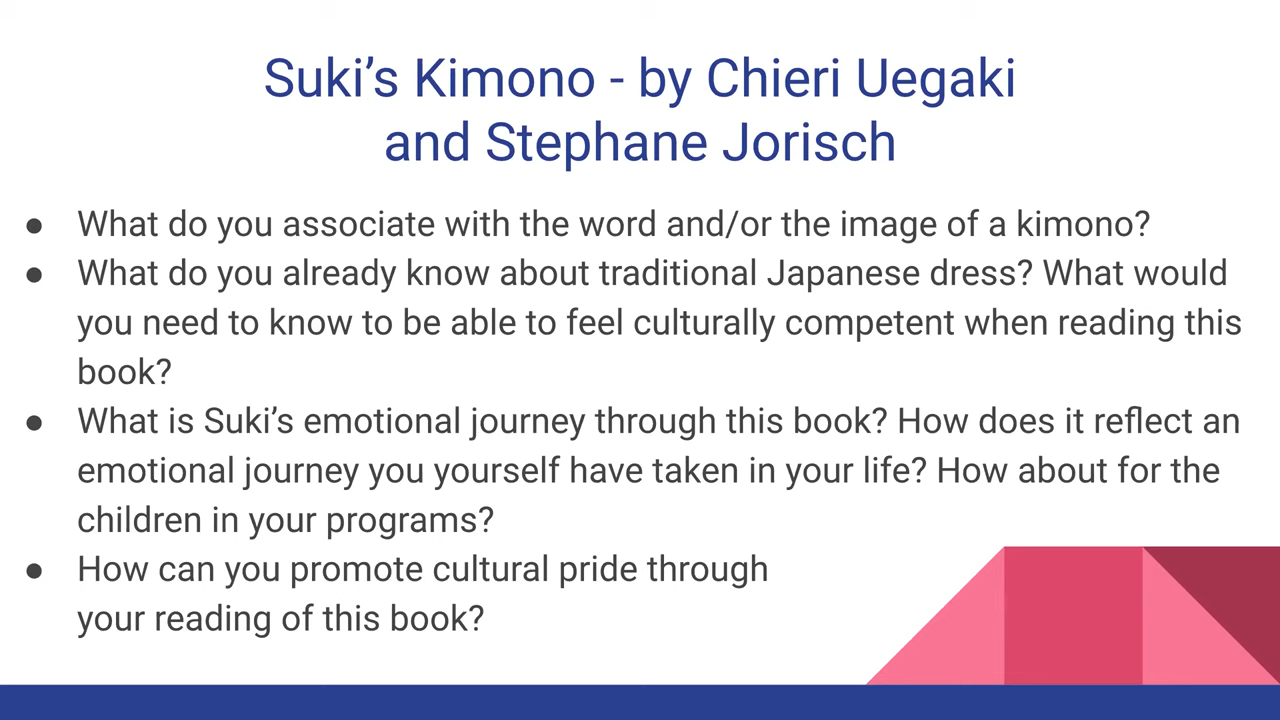 Suki’s Kimono - by Chieri Uegaki
and Stephane Jorisch
● What do you associate with the word and/or the image of a kimono?
● What do you already know about traditional Japanese dress? What would
you need to know to be able to feel culturally competent when reading this
book?
● What is Suki’s emotional journey through this book? How does it reflect an
emotional journey you yourself have taken in your life? How about for the
children in your programs?
● How can you promote cultural pride through
your reading of this book?